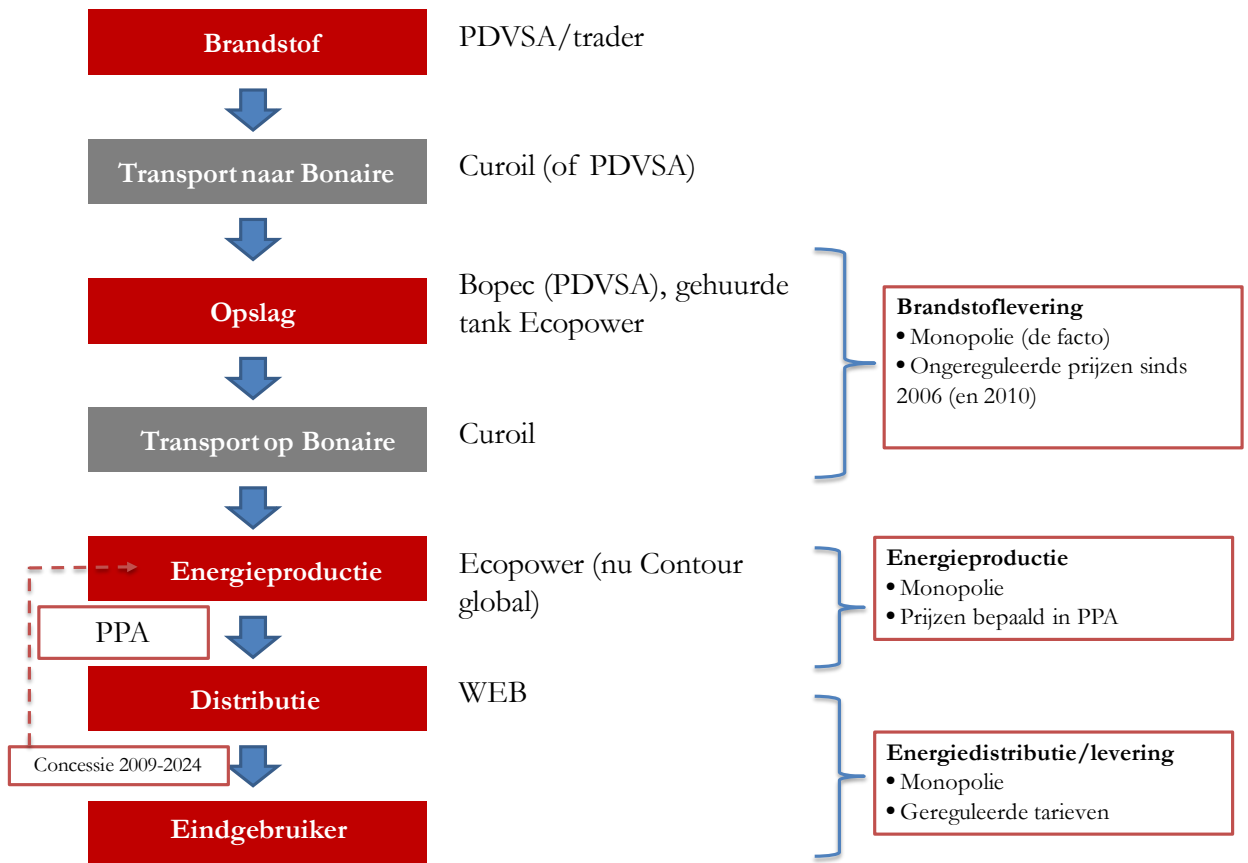 Brandstof
PDVSA/trader
Transport naar Bonaire
Curoil (of PDVSA)
Opslag
Bopec (PDVSA), gehuurde
tank Ecopower
Transport op Bonaire
Curoil
Brandstoflevering
• Monopolie (de facto)
• Ongereguleerde prijzen sinds
2006 (en 2010)
Energieproductie
Ecopower (nu Contour
global)
Energieproductie
• Monopolie
• Prijzen bepaald in PPA
PPA
Distributie
WEB
Concessie 2009-2024
Energiedistributie/levering
• Monopolie
• Gereguleerde tarieven
Eindgebruiker